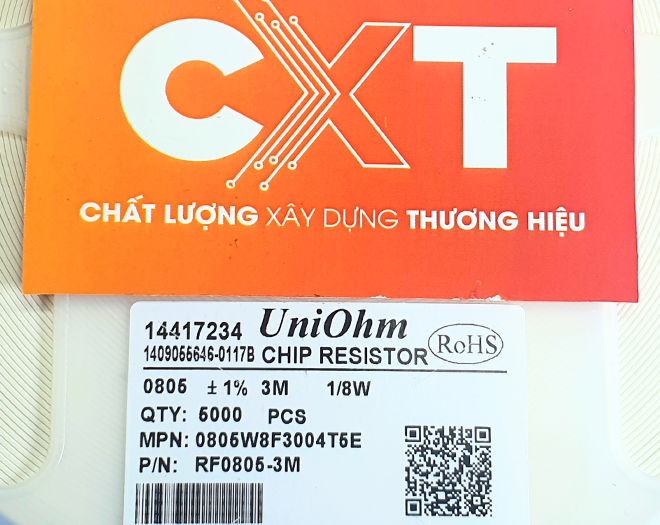 CXT
CHẤT LƯỢNG XÂY DỰNG THƯƠNG HIỆU
14417234 UniOhm
1409055646-0117B CHIP RESISTOR RoHS
0805 ±1% 3M 1/8W
QTY: 5000 PCS
MPN: 0805W8F3004T5E
P/N: RF0805-3M